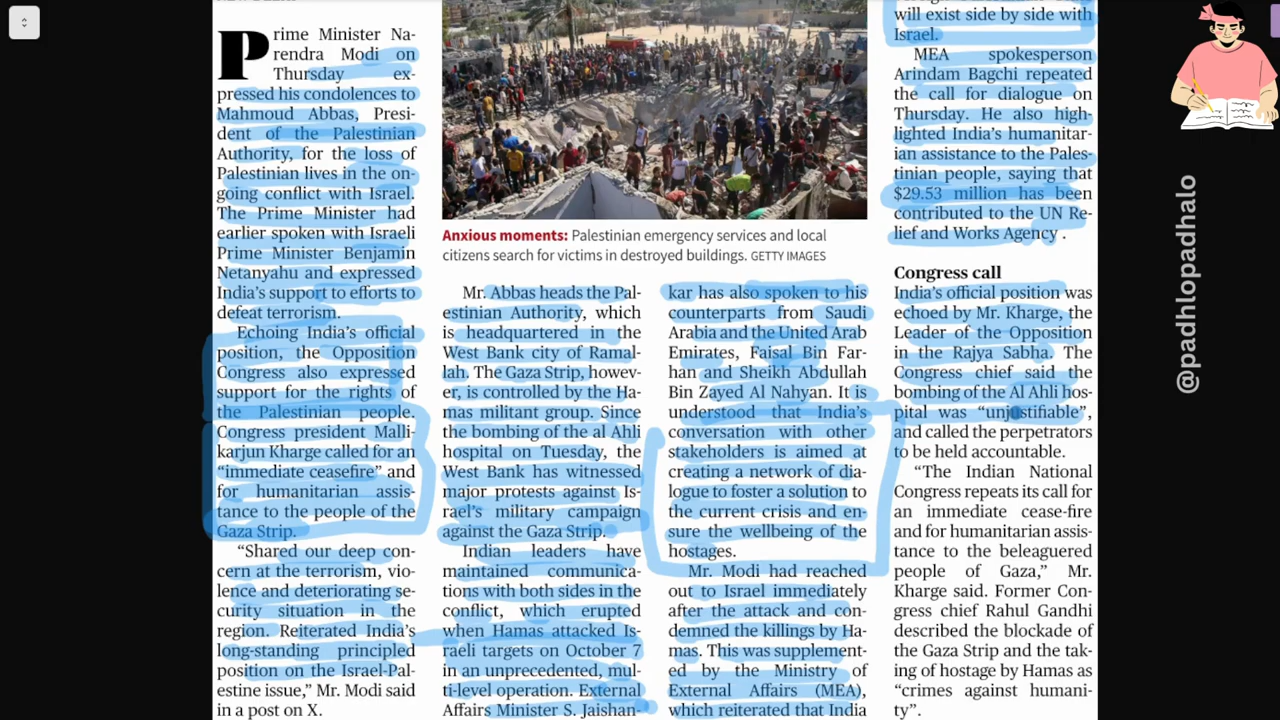 Prime Minister Na-
rendra Modi on
Thursday ex-
pressed his condolences to
Mahmoud Abbas, Presi-
dent of the Palestinian
Authority, for the loss of
Palestinian lives in the on-
going conflict with Israel.
The Prime Minister had
earlier spoken with Israeli
Prime Minister Benjamin
Netanyahu and expressed
India’s support to efforts to
defeat terrorism.
Echoing India’s official
position, the Opposition
Congress also expressed
support for the rights of
the Palestinian people.
Congress president Malli-
karjun Kharge called for an
“immediate ceasefire” and
for humanitarian assis-
tance to the people of the
Gaza Strip.
“Shared our deep con-
cern at the terrorism, vio-
lence and deteriorating se-
curity situation in the
region. Reiterated India’s
long-standing principled
position on the Israel-Pal-
estine issue,” Mr. Modi said
in a post on X.
Anxious moments: Palestinian emergency services and local
citizens search for victims in destroyed buildings. GETTY IMAGES
Mr. Abbas heads the Pal-
estinian Authority, which
is headquartered in the
West Bank city of Ramal-
lah. The Gaza Strip, howev-
er, is controlled by the Ha-
mas militant group. Since
the bombing of the al Ahli
hospital on Tuesday, the
West Bank has witnessed
major protests against Is-
rael’s military campaign
against the Gaza Strip.
Indian leaders have
maintained communica-
tions with both sides in the
conflict, which erupted
when Hamas attacked Is-
raeli targets on October 7
in an unprecedented, mul-
ti-level operation. External
Affairs Minister S. Jaishan-
kar has also spoken to his
counterparts from Saudi
Arabia and the United Arab
Emirates, Faisal Bin Far-
han and Sheikh Abdullah
Bin Zayed Al Nahyan. It is
understood that India’s
conversation with other
stakeholders is aimed at
creating a network of dia-
logue to foster a solution to
the current crisis and en-
sure the wellbeing of the
hostages.
Mr. Modi had reached
out to Israel immediately
after the attack and con-
demned the killings by Ha-
mas. This was supplement-
ed by the Ministry of
External Affairs (MEA),
which reiterated that India
will exist side by side with
Israel.
MEA spokesperson
Arindam Bagchi repeated
the call for dialogue on
Thursday. He also high-
lighted India’s humanitar-
ian assistance to the Pales-
tinian people, saying that
$29.53 million has been
contributed to the UN Re-
lief and Works Agency .
Congress call
India’s official position was
echoed by Mr. Kharge, the
Leader of the Opposition
in the Rajya Sabha. The
Congress chief said the
bombing of the Al Ahli hos-
pital was “unjustifiable”,
and called the perpetrators
to be held accountable.
“The Indian National
Congress repeats its call for
an immediate cease-fire
and for humanitarian assis-
tance to the beleaguered
people of Gaza,” Mr.
Kharge said. Former Con-
gress chief Rahul Gandhi
described the blockade of
the Gaza Strip and the tak-
ing of hostage by Hamas as
“crimes against humani-
ty”.
@padhlopadhalo